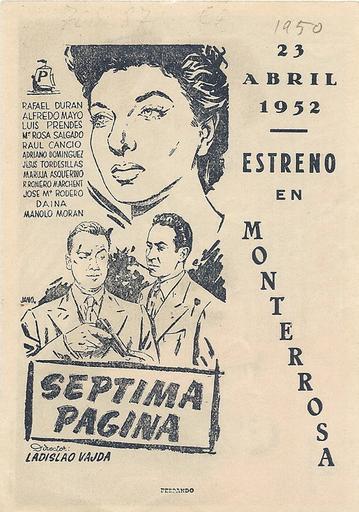 1950
23
ABRIL
1952
ESTRENO
EN
MONTERROSA
P
RAFAEL DURAN
ALFREDO MAYO
LUIS PRENDES
Mª ROSA SALGADO
RAUL CANCIO
ADRIANO DOMINGUEZ
JESUS TORDESILLAS
MARUJA ASQUERINO
R. ROMERO MARCHENT
JOSE Mª RODERO
DAINA
MANOLO MORAN
JANO
SEPTIMA
PAGINA
Director:
LADISLAO VAJDA